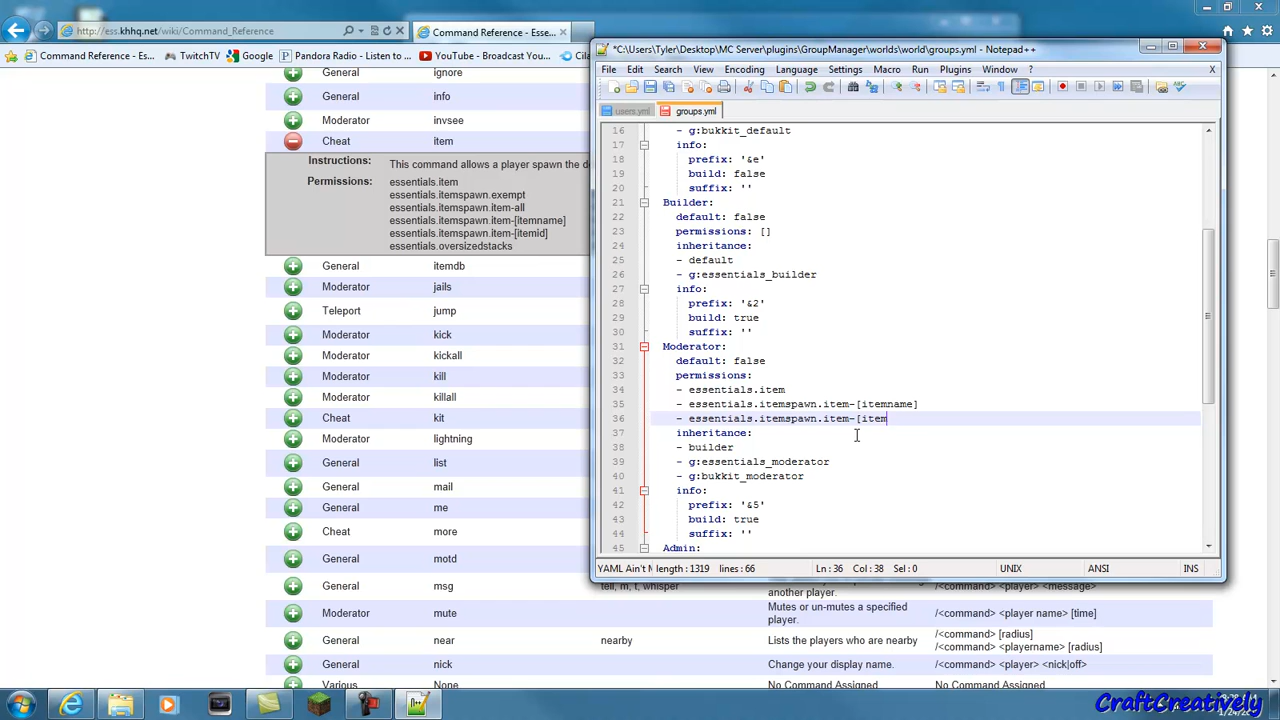 http://ess.khhq.net/wiki/Command_Reference
Command Reference - Esse...
Command Reference - Ess...
TwitchTV
Google
Pandora Radio - Listen to ...
YouTube - Broadcast You...
General ignore
General info
Moderator invsee
Cheat item
Instructions: This command allows a player spawn the de
Permissions: essentials.item
essentials.itemspawn.exempt
essentials.itemspawn.item-all
essentials.itemspawn.item-[itemname]
essentials.itemspawn.item-[itemid]
essentials.oversizedstacks
General itemdb
Moderator jails
Teleport jump
Moderator kick
Moderator kickall
Moderator kill
Moderator killall
Cheat kit
Moderator lightning
General list
General mail
General me
Cheat more
General motd
General msg tell, m, t, whisper another player. /<command> <player> <message>
Moderator mute Mutes or un-mutes a specified player. /<command> <player name> [time]
General near nearby Lists the players who are nearby /<command> [radius]
/<command> <playername> [radius]
General nick Change your display name. /<command> <player> <nick|off>
Various None No Command Assigned No Command Assigned
*C:\Users\Tyler\Desktop\MC Server\plugins\GroupManager\worlds\world\groups.yml - Notepad++
File Edit Search View Encoding Language Settings Macro Run Plugins Window ? X
users.yml groups.yml
16 - g:bukkit_default
17 info:
18 prefix: '&e'
19 build: false
20 suffix: ''
21 Builder:
22 default: false
23 permissions: []
24 inheritance:
25 - default
26 - g:essentials_builder
27 info:
28 prefix: '&2'
29 build: true
30 suffix: ''
31 Moderator:
32 default: false
33 permissions:
34 - essentials.item
35 - essentials.itemspawn.item-[itemname]
36 - essentials.itemspawn.item-[item
37 inheritance:
38 - builder
39 - g:essentials_moderator
40 - g:bukkit_moderator
41 info:
42 prefix: '&5'
43 build: true
44 suffix: ''
45 Admin:
YAML Ain't M length : 1319 lines : 66 Ln : 36 Col : 38 Sel : 0 UNIX ANSI INS
CraftCreatively